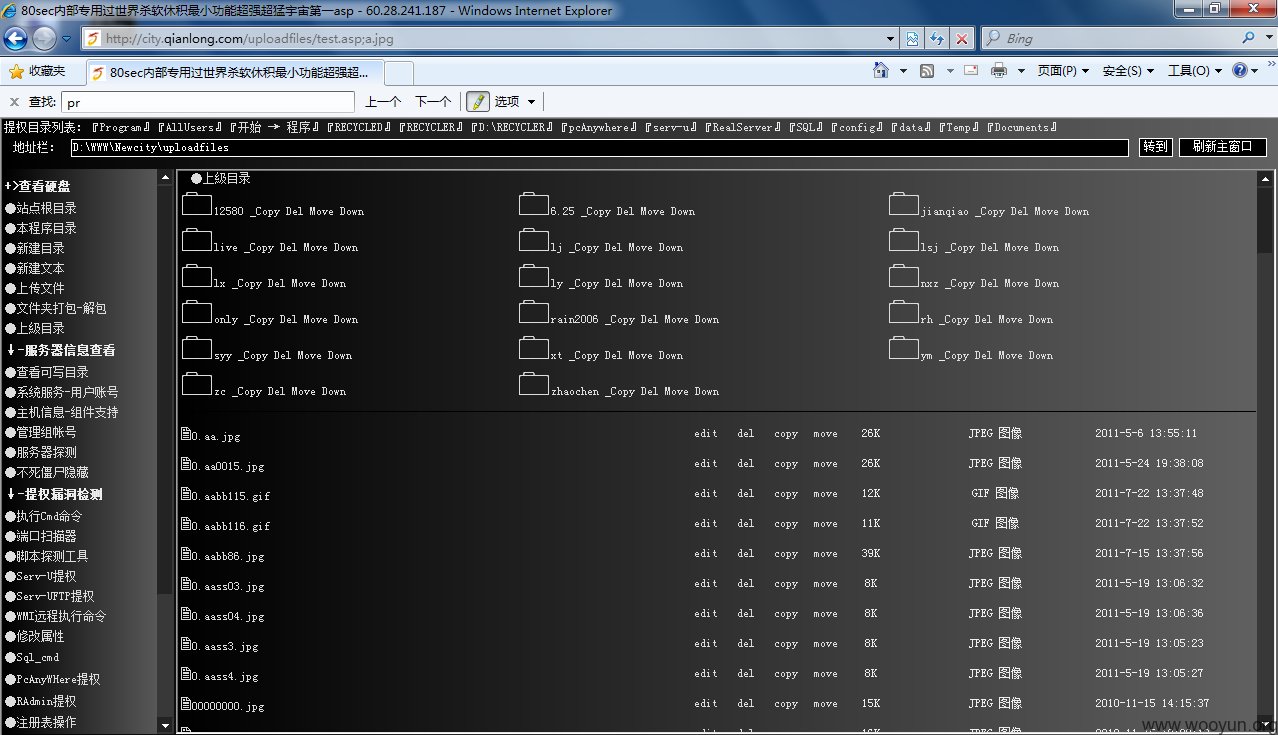 80sec内部专用过世界杀软休积最小功能超强超猛宇宙第一asp - 60.28.241.187 - Windows Internet Explorer
http://city.qianlong.com/uploadfiles/test.asp;a.jpg
Bing
收藏夹
80sec内部专用过世界杀软休积最小功能超强超...
页面(P)
安全(S)
工具(O)
查找: pr
上一个
下一个
选项
提权目录列表: 『Program』『AllUsers』『开始 → 程序』『RECYCLED』『RECYCLER』『D:\RECYCLER』『pcAnywhere』『serv-u』『RealServer』『SQL』『config』『data』『Temp』『Documents』
地址栏: D:\WWW\Newcity\uploadfiles 转到 刷新主窗口
+>查看硬盘
●站点根目录
●本程序目录
●新建目录
●新建文本
●上传文件
●文件夹打包-解包
●上级目录
↓-服务器信息查看
●查看可写目录
●系统服务-用户账号
●主机信息-组件支持
●管理组帐号
●服务器探测
●不死僵尸隐藏
↓-提权漏洞检测
●执行Cmd命令
●端口扫描器
●脚本探测工具
●Serv-U提权
●Serv-UFTP提权
●WMI远程执行命令
●修改属性
●Sql_cmd
●PcAnyWHere提权
●RAdmin提权
●注册表操作
●上级目录
12580 _Copy Del Move Down 6.25 _Copy Del Move Down jianqiao _Copy Del Move Down
live _Copy Del Move Down lj _Copy Del Move Down lsj _Copy Del Move Down
lx _Copy Del Move Down ly _Copy Del Move Down nxz _Copy Del Move Down
only _Copy Del Move Down rain2006 _Copy Del Move Down rh _Copy Del Move Down
syy _Copy Del Move Down xt _Copy Del Move Down ym _Copy Del Move Down
zc _Copy Del Move Down zhaochen _Copy Del Move Down
0. aa.jpg edit del copy move 26K JPEG 图像 2011-5-6 13:55:11
0. aa0015.jpg edit del copy move 26K JPEG 图像 2011-5-24 19:38:08
0. aabb115.gif edit del copy move 12K GIF 图像 2011-7-22 13:37:48
0. aabb116.gif edit del copy move 11K GIF 图像 2011-7-22 13:37:52
0. aabb86.jpg edit del copy move 39K JPEG 图像 2011-7-15 13:37:56
0. aass03.jpg edit del copy move 8K JPEG 图像 2011-5-19 13:06:32
0. aass04.jpg edit del copy move 8K JPEG 图像 2011-5-19 13:06:36
0. aass3.jpg edit del copy move 8K JPEG 图像 2011-5-19 13:05:23
0. aass4.jpg edit del copy move 8K JPEG 图像 2011-5-19 13:05:27
00000000.jpg edit del copy move 15K JPEG 图像 2010-11-15 14:15:37
www.wooyun.org